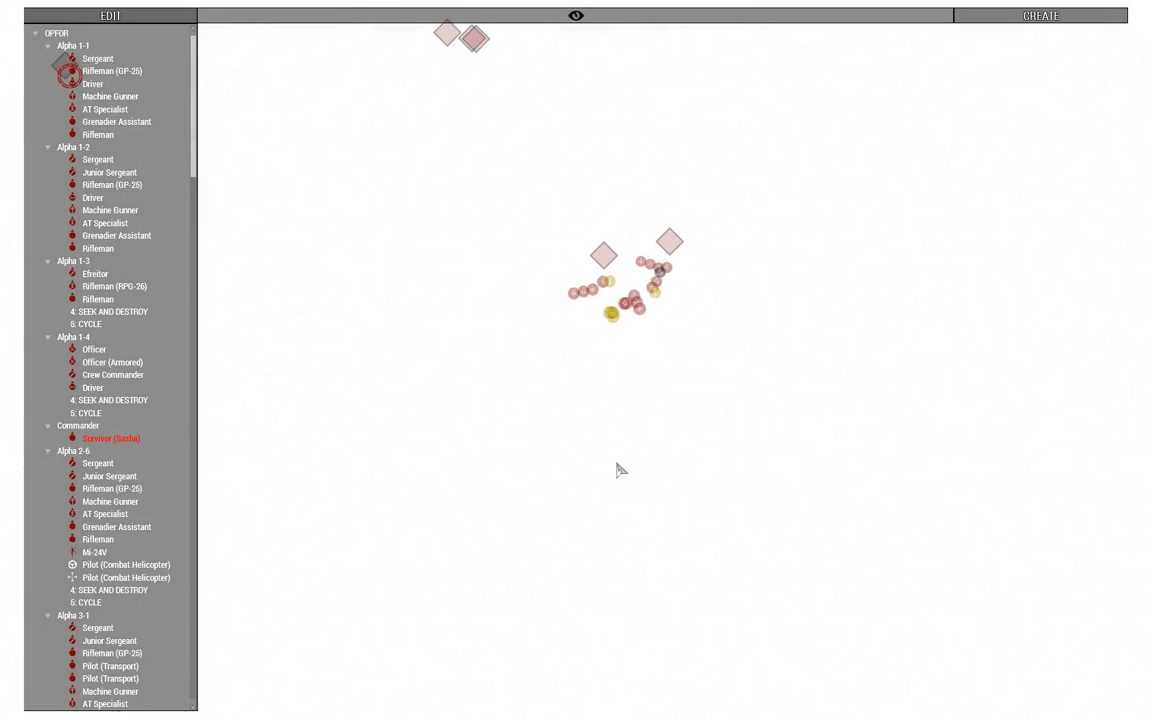 EDIT
CREATE
OPFOR
Alpha 1-1
Sergeant
Rifleman (GP-25)
Driver
Machine Gunner
AT Specialist
Grenadier Assistant
Rifleman
Alpha 1-2
Sergeant
Junior Sergeant
Rifleman (GP-25)
Driver
Machine Gunner
AT Specialist
Grenadier Assistant
Rifleman
Alpha 1-3
Efreitor
Rifleman (RPG-26)
Rifleman
4: SEEK AND DESTROY
5: CYCLE
Alpha 1-4
Officer
Officer (Armored)
Crew Commander
Driver
4: SEEK AND DESTROY
5: CYCLE
Commander
Survivor (Sasha)
Alpha 2-6
Sergeant
Junior Sergeant
Rifleman (GP-25)
Machine Gunner
AT Specialist
Grenadier Assistant
Rifleman
Mi-24V
Pilot (Combat Helicopter)
Pilot (Combat Helicopter)
4: SEEK AND DESTROY
5: CYCLE
Alpha 3-1
Sergeant
Junior Sergeant
Rifleman (GP-25)
Pilot (Transport)
Pilot (Transport)
Machine Gunner
AT Specialist